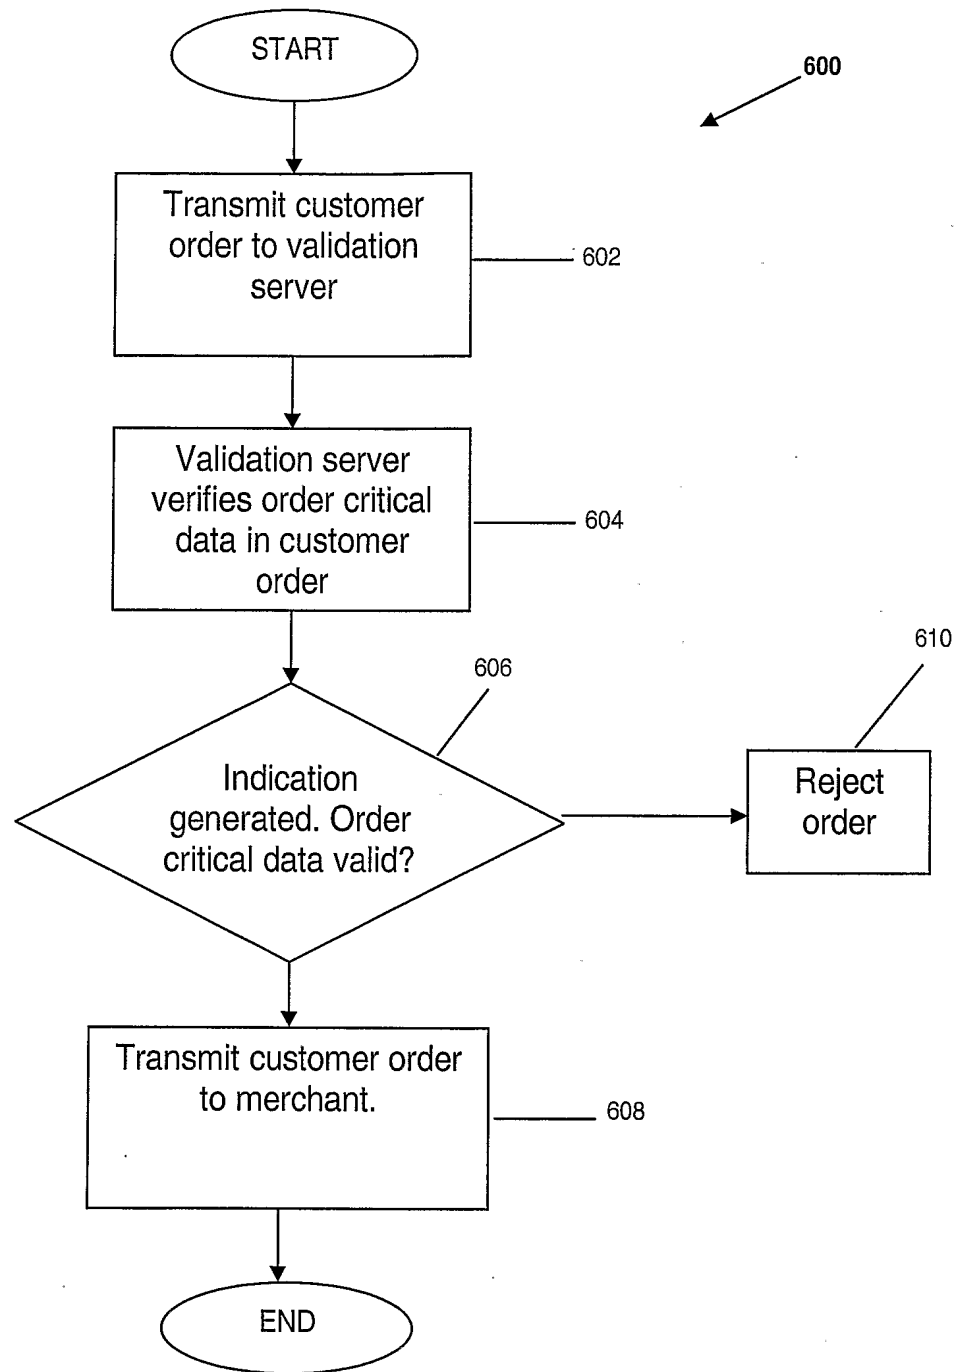 START
600
Transmit customer
order to validation
server
602
Validation server
verifies order critical
data in customer
order
604
606
610
Indication
generated. Order
critical data valid?
Reject
order
Transmit customer order
to merchant.
608
END